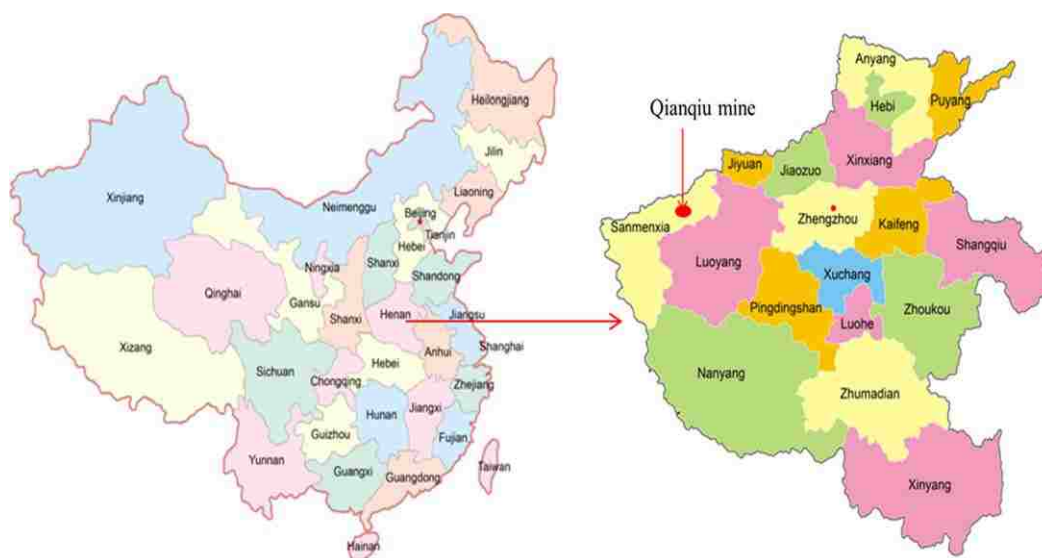 Heilongjiang
Jilin
Liaoning
Xinjiang
Neimenggu
Beijing
Tianjin
Hebei
Ningxia
Shanxi
Shandong
Qinghai
Gansu
Shanxi
Henan
Jiangsu
Xizang
Sichuan
Chongqing
Hebei
Anhui
Shanghai
Zhejiang
Hunan
Jiangxi
Guizhou
Fujian
Yunnan
Guangxi
Guangdong
Taiwan
Hainan
Qianqiu mine
Anyang
Hebi
Puyang
Jiyuan
Jiaozuo
Xinxiang
Sanmenxia
Zhengzhou
Kaifeng
Luoyang
Shangqiu
Xuchang
Pingdingshan
Luohe
Zhoukou
Nanyang
Zhumadian
Xinyang